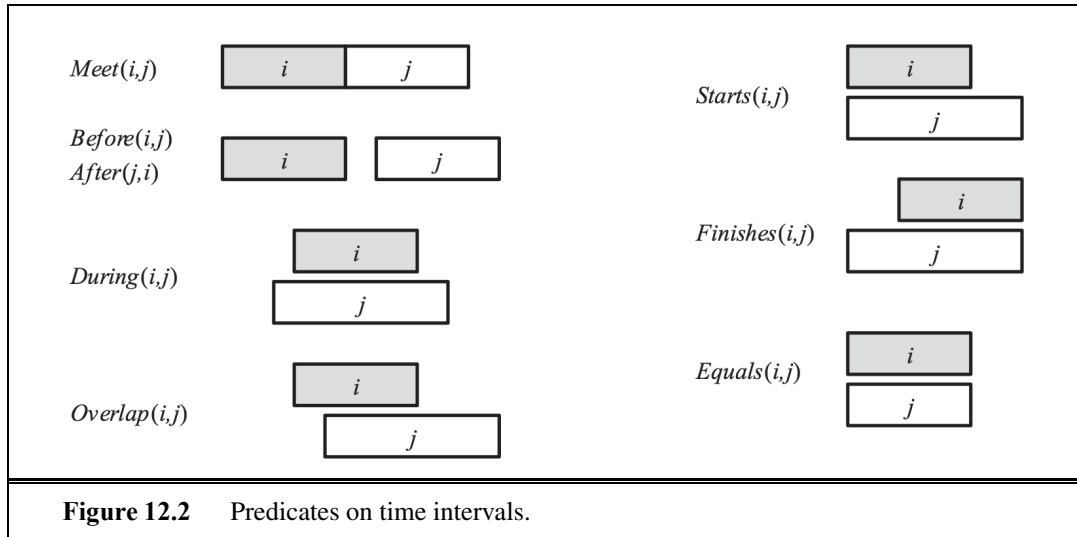 Meet(i,j)
i
j
Before(i,j)
After(j,i)
i
j
During(i,j)
i
j
Overlap(i,j)
i
j
Starts(i,j)
i
j
Finishes(i,j)
i
j
Equals(i,j)
i
j
Figure 12.2 Predicates on time intervals.